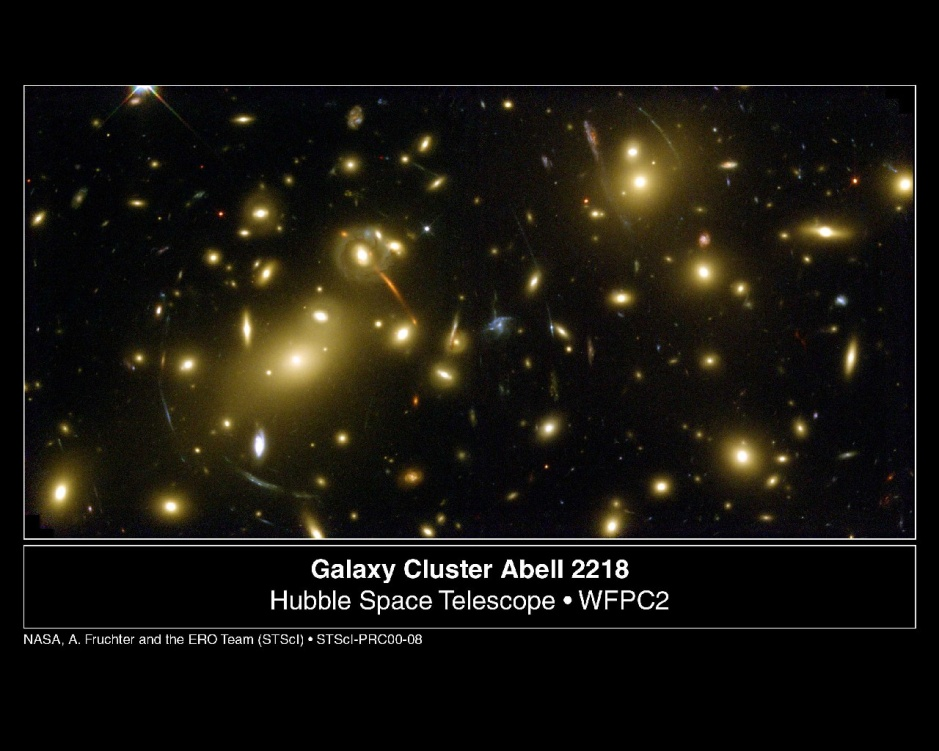 Galaxy Cluster Abell 2218
Hubble Space Telescope • WFPC2
NASA, A. Fruchter and the ERO Team (STScI) • STScI-PRC00-08